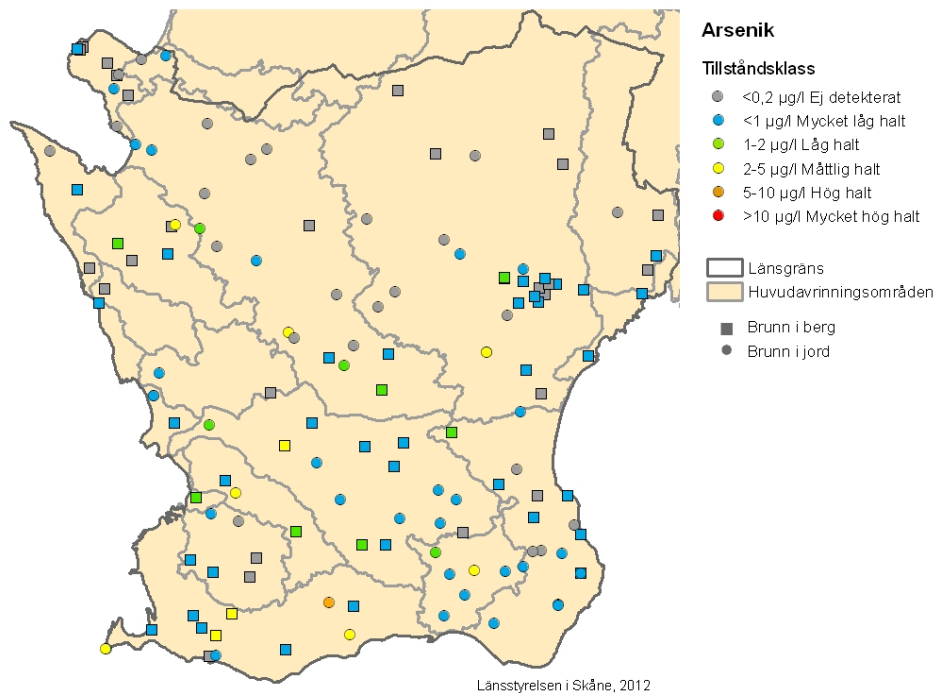 Arsenik
Tillståndsklass
<0,2 µg/l Ej detekterat
<1 µg/l Mycket låg halt
1-2 µg/l Låg halt
2-5 µg/l Måttlig halt
5-10 µg/l Hög halt
>10 µg/l Mycket hög halt
Länsgräns
Huvudavrinningsområden
Brunn i berg
Brunn i jord
Länsstyrelsen i Skåne, 2012